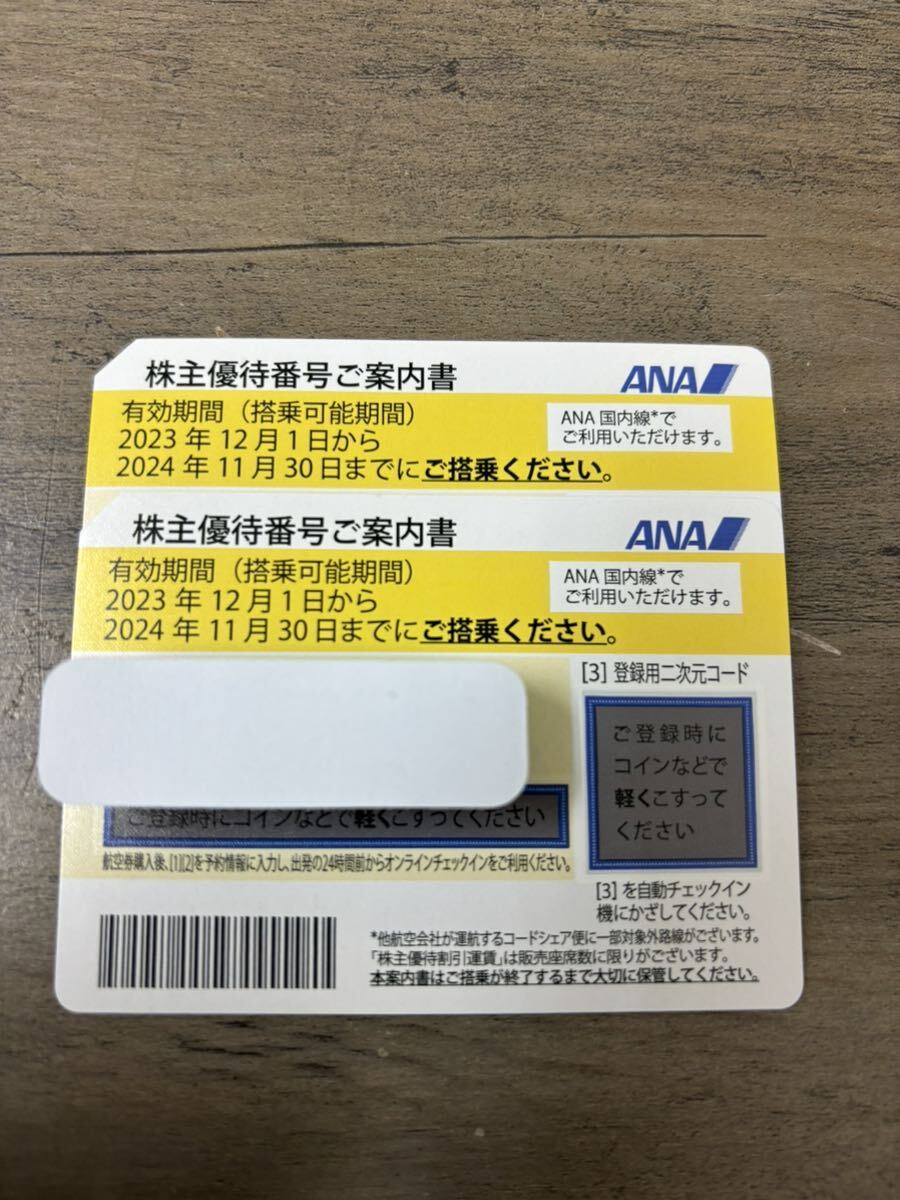 株主優待番号ご案内書
ANA
有効期間（搭乗可能期間）
2023 年 12 月 1 日から
2024 年 11 月 30 日までにご搭乗ください。
ANA 国内線*で
ご利用いただけます。
株主優待番号ご案内書
ANA
有効期間（搭乗可能期間）
2023 年 12 月 1 日から
2024 年 11 月 30 日までにご搭乗ください。
ANA 国内線*で
ご利用いただけます。
[3] 登録用二次元コード
ご登録時に
コインなどで
軽くこすって
ください
ご登録時にコインなどで軽くこすってください
航空券購入後、[1][2]を予約情報に入力し、出発の24時間前からオンラインチェックインをご利用ください。
[3] を自動チェックイン
機にかざしてください。
*他航空会社が運航するコードシェア便に一部対象外路線がございます。
「株主優待割引運賃」は販売座席数に限りがございます。
本案内書はご搭乗が終了するまで大切に保管してください。